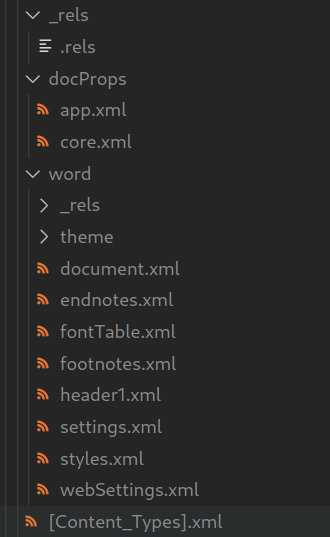 _rels
.rels
docProps
app.xml
core.xml
word
_rels
theme
document.xml
endnotes.xml
fontTable.xml
footnotes.xml
header1.xml
settings.xml
styles.xml
webSettings.xml
[Content_Types].xml